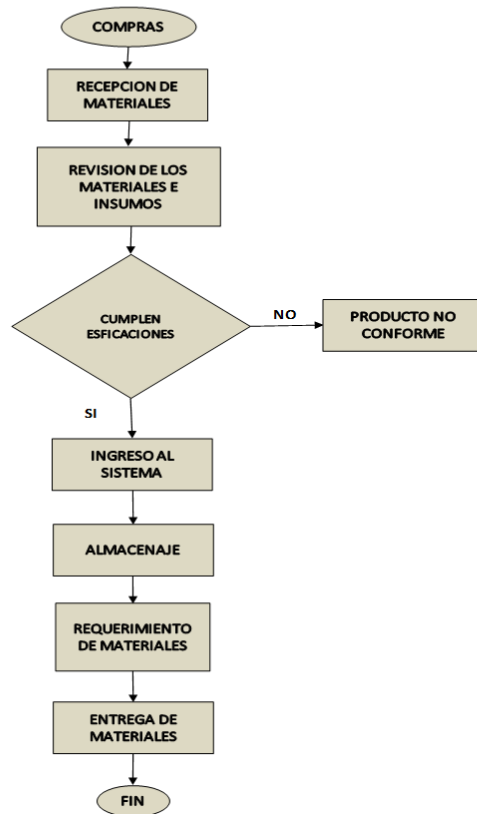 COMPRAS
RECEPCION DE
MATERIALES
REVISION DE LOS
MATERIALES E
INSUMOS
CUMPLEN
ESFICACIONES
NO
PRODUCTO NO
CONFORME
SI
INGRESO AL
SISTEMA
ALMACENAJE
REQUERIMIENTO
DE MATERIALES
ENTREGA DE
MATERIALES
FIN